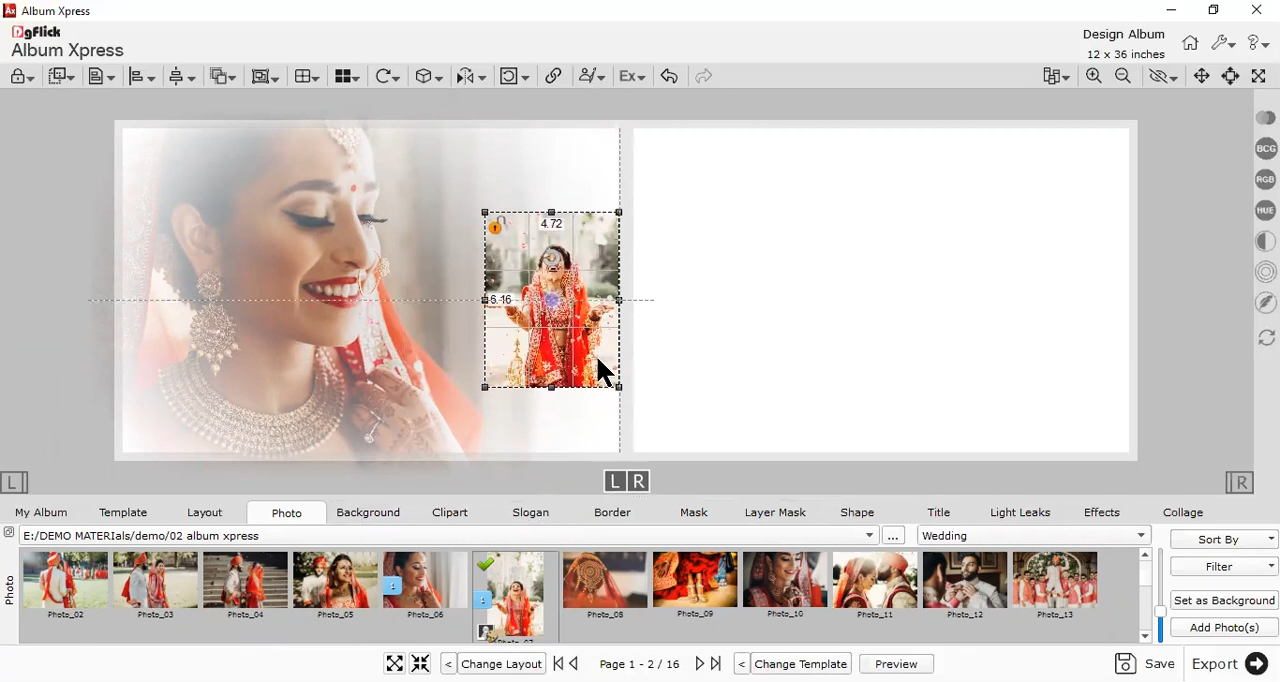 Album Xpress
DgFlick
Album Xpress
Design Album
12 x 36 inches
Ex
BCG
RGB
HUE
4.72
6.16
L
L R
R
My Album Template Layout Photo Background Clipart Slogan Border Mask Layer Mask Shape Title Light Leaks Effects Collage
E:/DEMO MATERIAls/demo/02 album xpress
...
Wedding
Sort By
Filter
Set as Background
Add Photo(s)
Photo
1
1
Photo_02 Photo_03 Photo_04 Photo_05 Photo_06 Photo_07 Photo_08 Photo_09 Photo_10 Photo_11 Photo_12 Photo_13
< Change Layout Page 1 - 2 / 16 < Change Template Preview Save Export